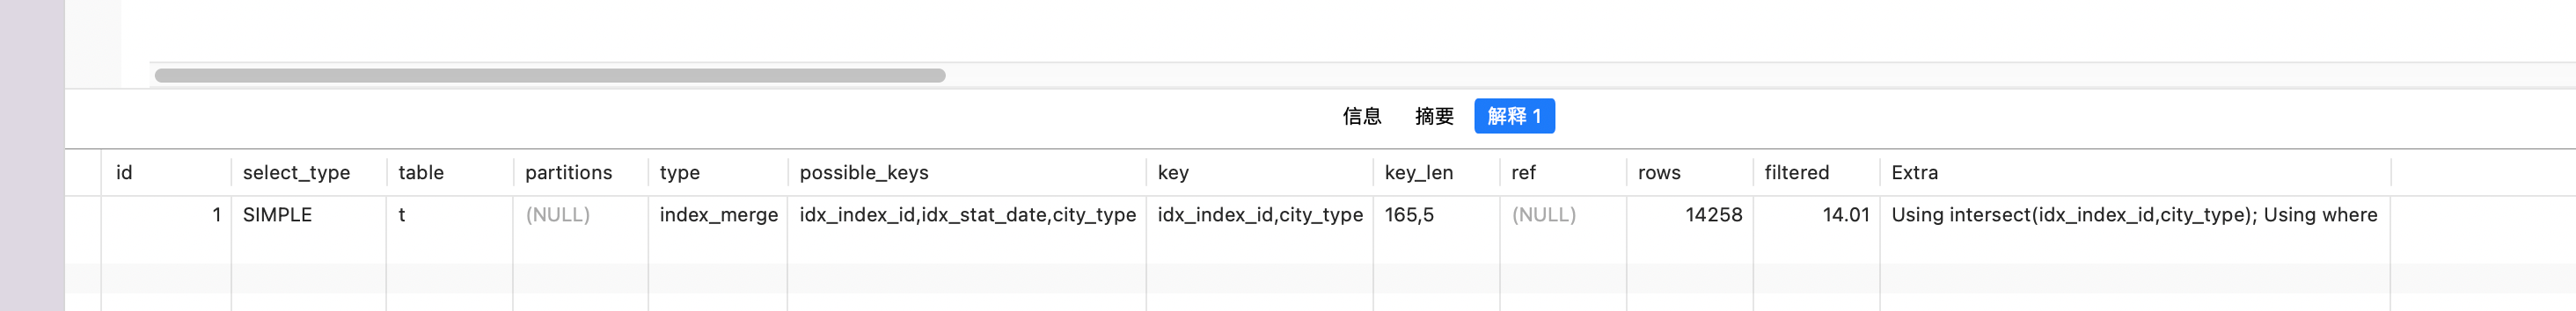 信息 摘要 解释 1
id select_type table partitions type possible_keys key key_len ref rows filtered Extra
1 SIMPLE t (NULL) index_merge idx_index_id,idx_stat_date,city_type idx_index_id,city_type 165,5 (NULL) 14258 14.01 Using intersect(idx_index_id,city_type); Using where